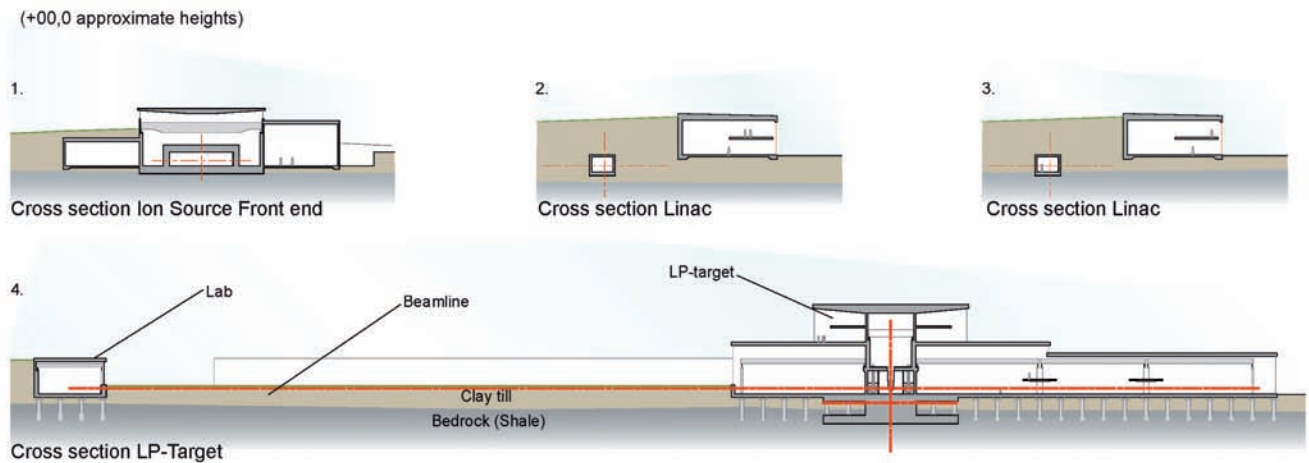 (+00,0 approximate heights)
1.
Cross section Ion Source Front end
2.
Cross section Linac
3.
Cross section Linac
4.
Lab
Beamline
LP-target
Clay till
Bedrock (Shale)
Cross section LP-Target